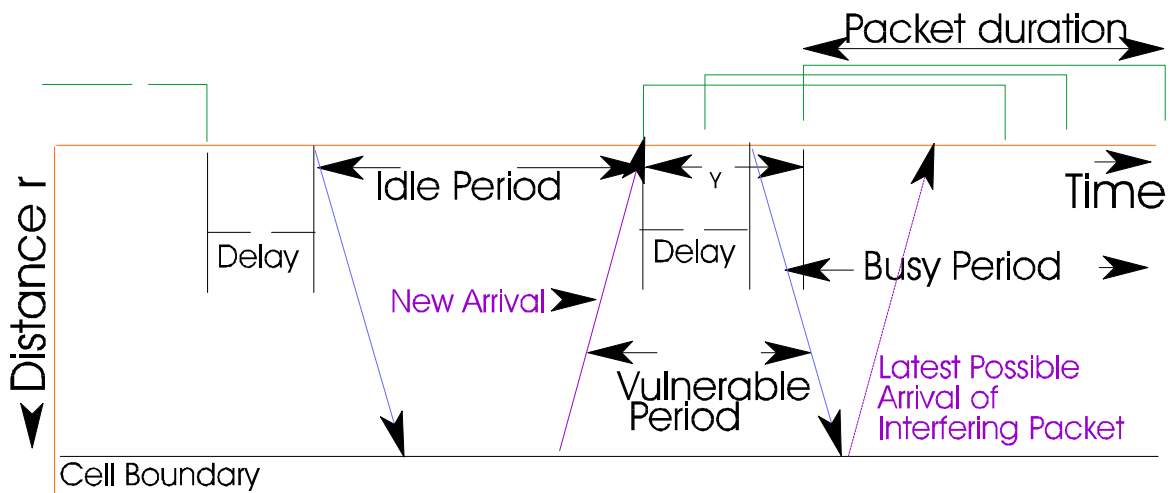 Packet duration
Idle Period
Y
Time
Delay
Delay
Busy Period
New Arrival
Distance r
Vulnerable
Period
Latest Possible
Arrival of
Interfering Packet
Cell Boundary